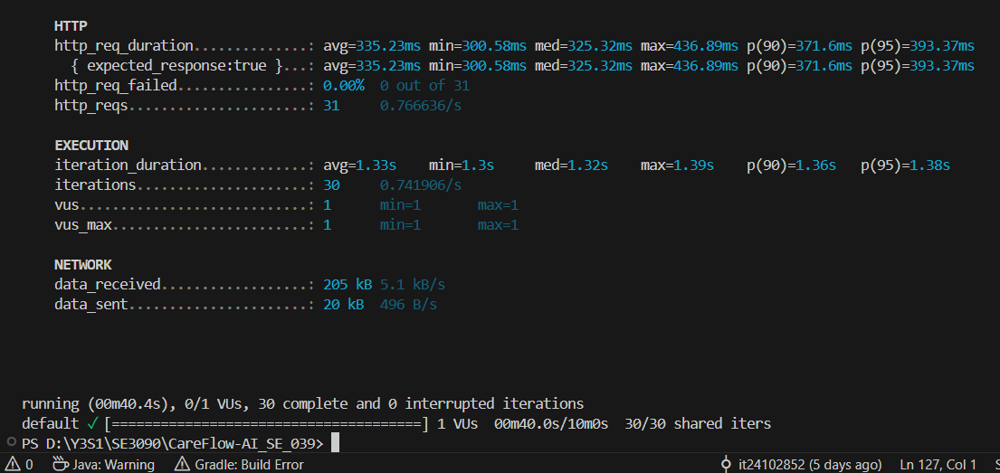 HTTP
http_req_duration..............: avg=335.23ms min=300.58ms med=325.32ms max=436.89ms p(90)=371.6ms p(95)=393.37ms
{ expected_response:true }...: avg=335.23ms min=300.58ms med=325.32ms max=436.89ms p(90)=371.6ms p(95)=393.37ms
http_req_failed................: 0.00% 0 out of 31
http_reqs......................: 31 0.766636/s
EXECUTION
iteration_duration.............: avg=1.33s min=1.3s med=1.32s max=1.39s p(90)=1.36s p(95)=1.38s
iterations.....................: 30 0.741906/s
vus............................: 1 min=1 max=1
vus_max........................: 1 min=1 max=1
NETWORK
data_received..................: 205 kB 5.1 kB/s
data_sent......................: 20 kB 496 B/s
running (00m40.4s), 0/1 VUs, 30 complete and 0 interrupted iterations
default ✓ [======================================] 1 VUs 00m40.0s/10m0s 30/30 shared iters
PS D:\Y3S1\SE3090\CareFlow-AI_SE_039>
0 Java: Warning Gradle: Build Error it24102852 (5 days ago) Ln 127, Col 1